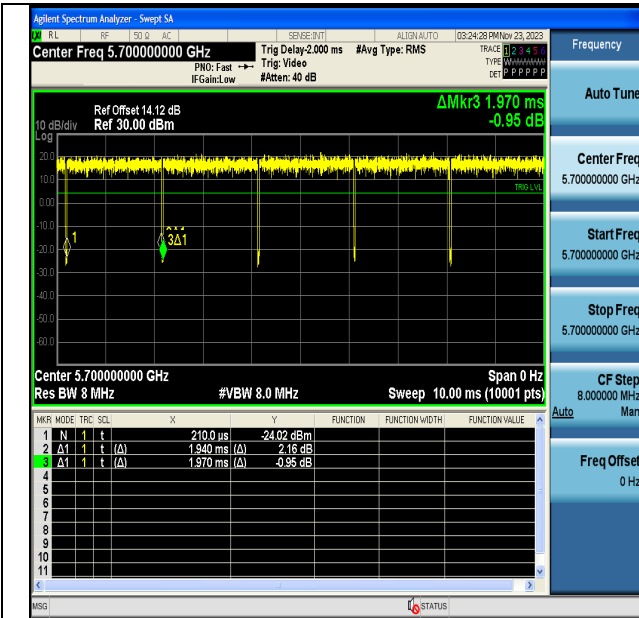 Agilent Spectrum Analyzer - Swept SA
LXI RL RF 50 Ω AC SENSE:INT ALIGN AUTO 03:24:28 PM Nov 23, 2023
Center Freq 5.700000000 GHz
Trig Delay-2.000 ms #Avg Type: RMS
TRACE 1 2 3 4 5 6
PNO: Fast Trig: Video
TYPE WWWWWW
IFGain:Low #Atten: 40 dB
DET P P P P P P
Frequency
Auto Tune
Ref Offset 14.12 dB
ΔMkr3 1.970 ms
10 dB/div Ref 30.00 dBm
-0.95 dB
Log
20.0
10.0
TRIG LVL
0.00
-10.0
1
3Δ1
-20.0
-30.0
-40.0
-50.0
-60.0
Center 5.700000000 GHz
Span 0 Hz
Res BW 8 MHz #VBW 8.0 MHz Sweep 10.00 ms (10001 pts)
MKR MODE TRC SCL X Y FUNCTION FUNCTION WIDTH FUNCTION VALUE
1 N 1 t 210.0 µs -24.02 dBm
2 Δ1 1 t (Δ) 1.940 ms (Δ) 2.16 dB
3 Δ1 1 t (Δ) 1.970 ms (Δ) -0.95 dB
4
5
6
7
8
9
10
11
Center Freq
5.700000000 GHz
Start Freq
5.700000000 GHz
Stop Freq
5.700000000 GHz
CF Step
8.000000 MHz
Auto Man
Freq Offset
0 Hz
MSG STATUS